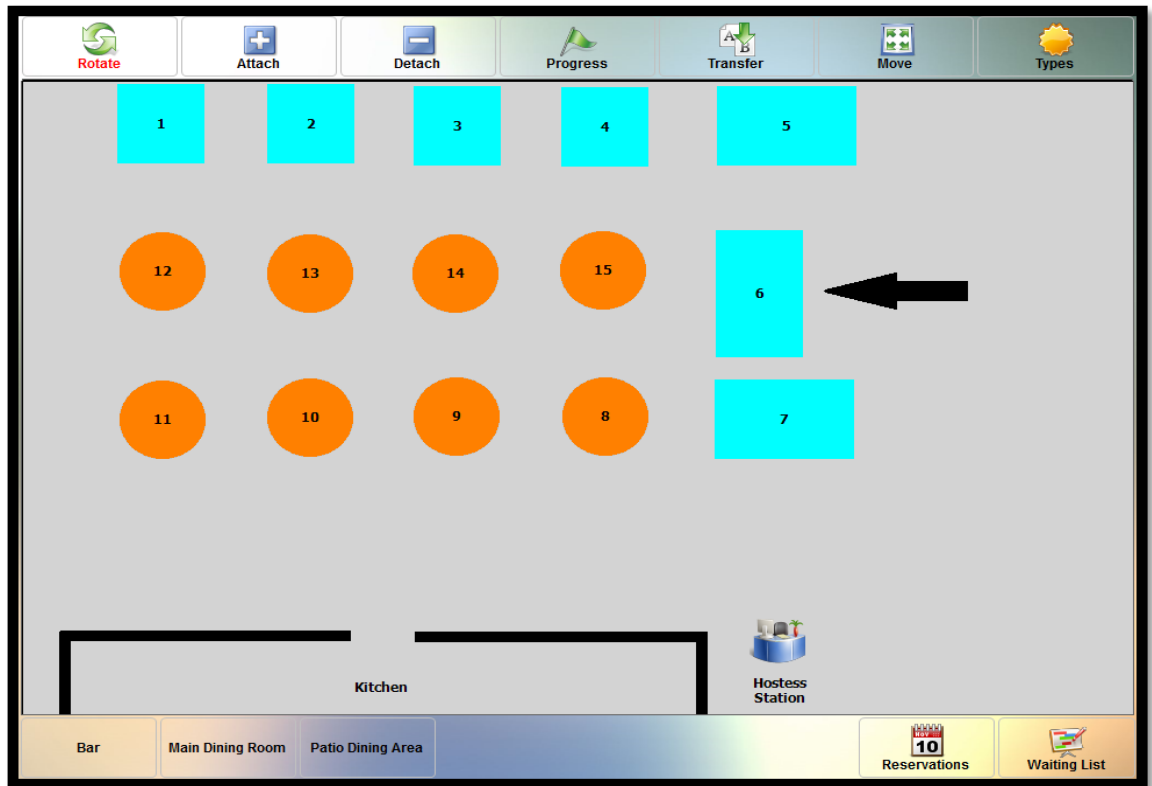 Rotate
Attach
Detach
Progress
A
B
Transfer
Move
Types
1
2
3
4
5
12
13
14
15
6
11
10
9
8
7
Kitchen
Hostess
Station
Bar
Main Dining Room
Patio Dining Area
NOV
10
Reservations
Waiting List